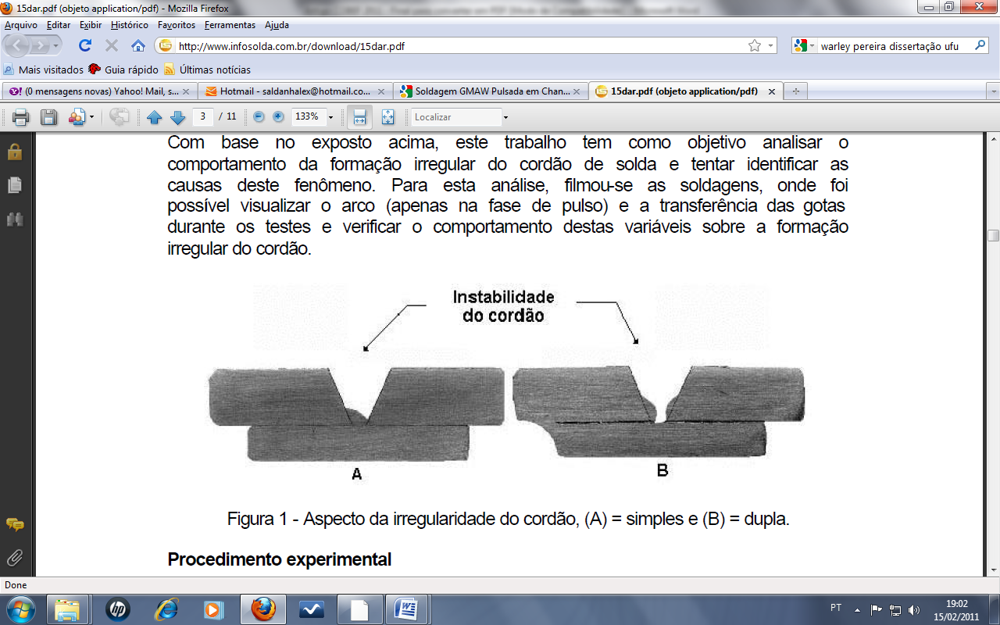 15dar.pdf (objeto application/pdf) - Mozilla Firefox
Arquivo Editar Exibir Histórico Favoritos Ferramentas Ajuda
http://www.infosolda.com.br/download/15dar.pdf
warley pereira dissertação ufu
Mais visitados Guia rápido Últimas notícias
(0 mensagens novas) Yahoo! Mail, s...
Hotmail - saldanhalex@hotmail.co...
Soldagem GMAW Pulsada em Chan...
15dar.pdf (objeto application/pdf)
3 / 11 133% Localizar
Com base no exposto acima, este trabalho tem como objetivo analisar o
comportamento da formação irregular do cordão de solda e tentar identificar as
causas deste fenômeno. Para esta análise, filmou-se as soldagens, onde foi
possível visualizar o arco (apenas na fase de pulso) e a transferência das gotas
durante os testes e verificar o comportamento destas variáveis sobre a formação
irregular do cordão.
Instabilidade
do cordão
A B
Figura 1 - Aspecto da irregularidade do cordão, (A) = simples e (B) = dupla.
Procedimento experimental
Done
PT
19:02
15/02/2011